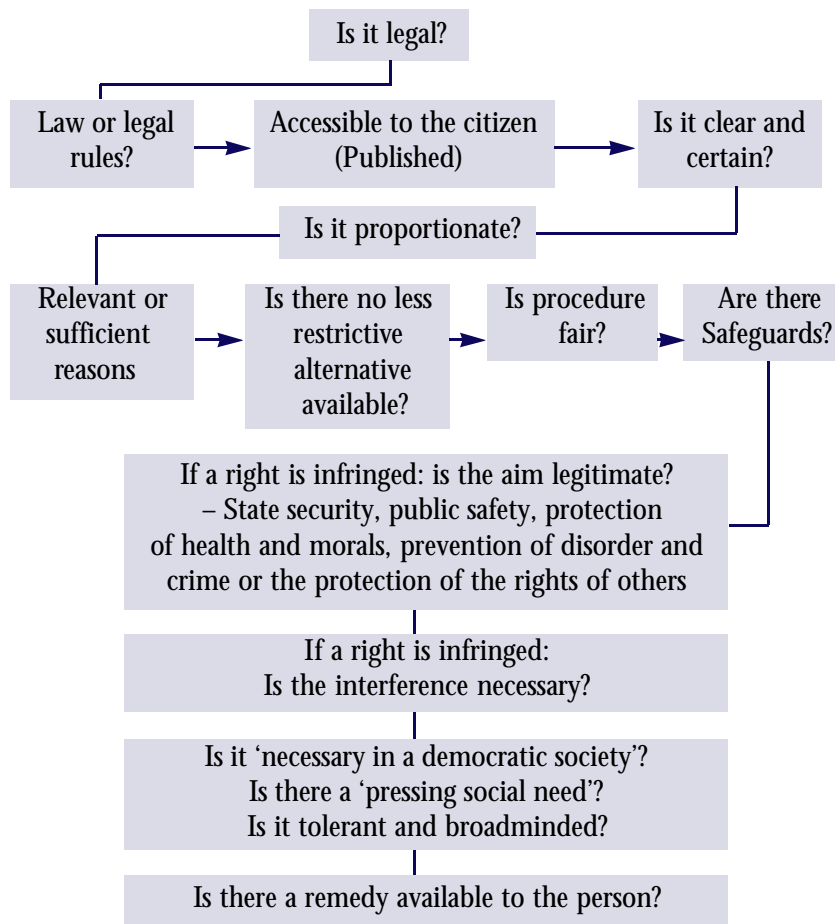 Is it legal?
Law or legal
rules?
Accessible to the citizen
(Published)
Is it clear and
certain?
Is it proportionate?
Relevant or
sufficient
reasons
Is there no less
restrictive
alternative
available?
Is procedure
fair?
Are there
Safeguards?
If a right is infringed: is the aim legitimate?
– State security, public safety, protection
of health and morals, prevention of disorder and
crime or the protection of the rights of others
If a right is infringed:
Is the interference necessary?
Is it ‘necessary in a democratic society’?
Is there a ‘pressing social need’?
Is it tolerant and broadminded?
Is there a remedy available to the person?